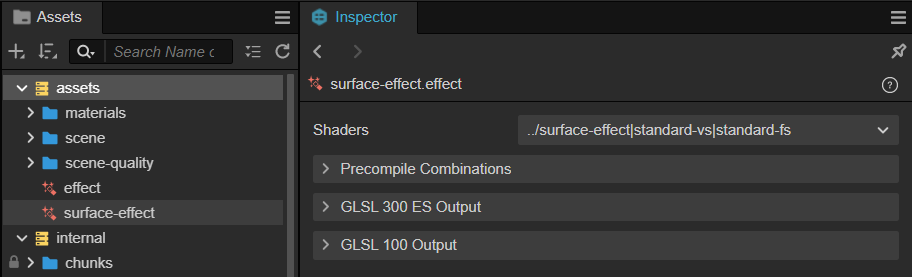 Assets
Search Name c
assets
materials
scene
scene-quality
effect
surface-effect
internal
chunks
Inspector
surface-effect.effect
Shaders
../surface-effect|standard-vs|standard-fs
Precompile Combinations
GLSL 300 ES Output
GLSL 100 Output